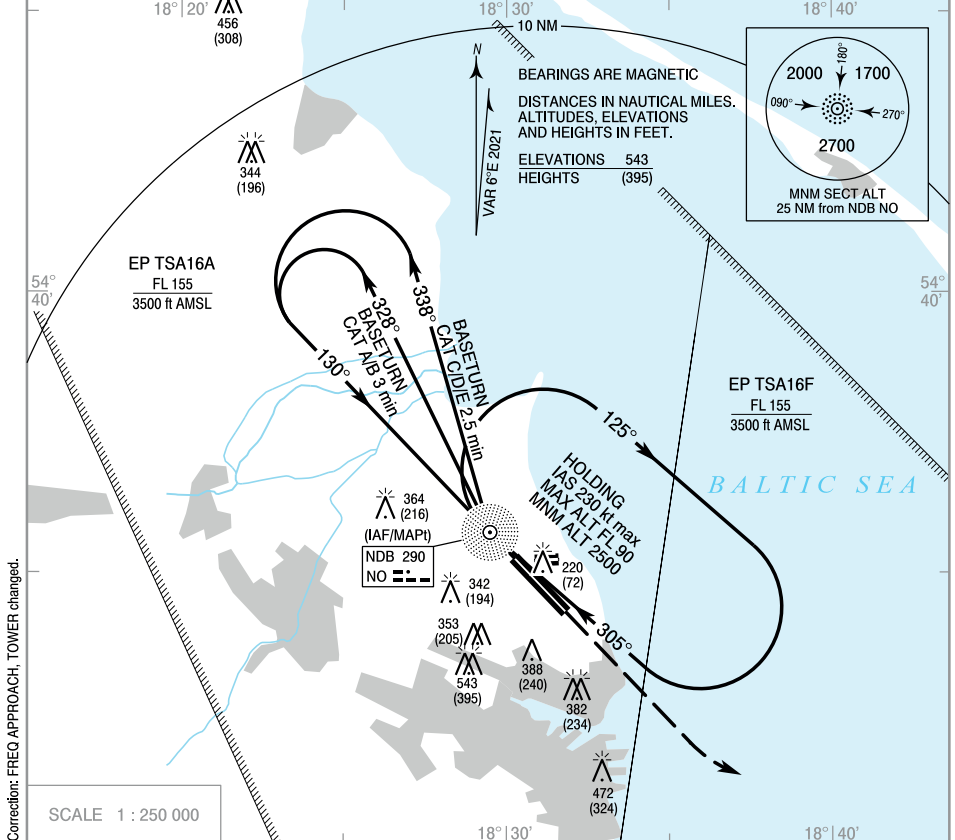 18° 20'
18° 30'
18° 40'
456
(308)
10 NM
N
VAR 6°E 2021
BEARINGS ARE MAGNETIC
DISTANCES IN NAUTICAL MILES.
ALTITUDES, ELEVATIONS
AND HEIGHTS IN FEET.
ELEVATIONS 543
HEIGHTS (395)
180°
2000 1700
090° 270°
2700
MNM SECT ALT
25 NM from NDB NO
344
(196)
EP TSA16A
FL 155
3500 ft AMSL
54°
40'
54°
40'
338°
328°
130°
BASETURN
CAT A/B 3 min
BASETURN
CAT C/D/E 2.5 min
EP TSA16F
FL 155
3500 ft AMSL
125°
BALTIC SEA
HOLDING
IAS 230 kt max
MAX ALT FL 90
MNM ALT 2500
364
(216)
(IAF/MAPt)
NDB 290
NO
220
(72)
342
(194)
353
(205)
305°
543
(395)
388
(240)
382
(234)
472
(324)
SCALE 1 : 250 000
18° 30'
18° 40'
Correction: FREQ APPROACH, TOWER changed.